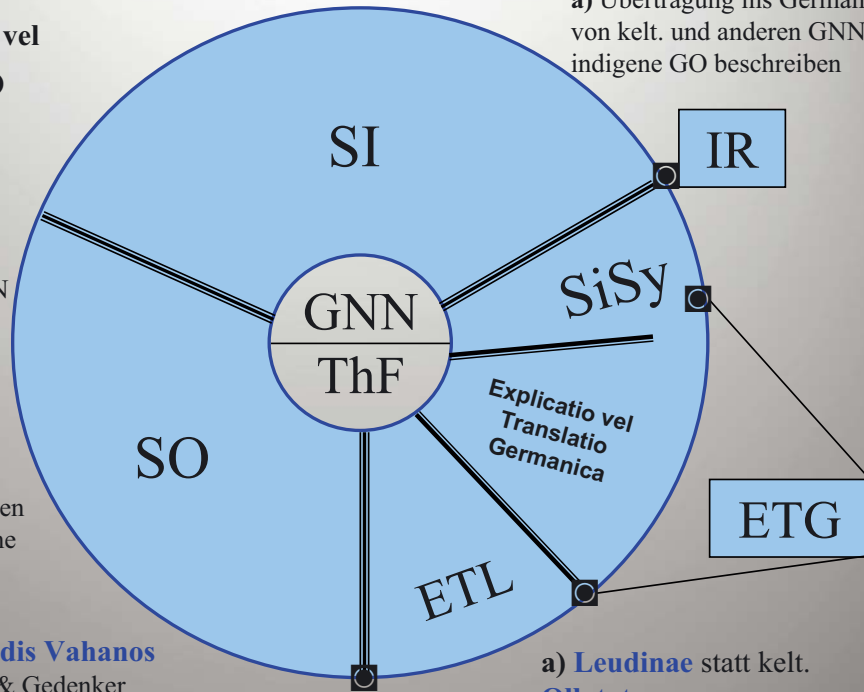 vel
a) Übertragung ins German
von kelt. und anderen GNN
indigene GO beschreiben
SI
IR
SiSy
GNN
ThF
Explicatio vel
Translatio
Germanica
SO
en
ne
ETG
ETL
dis Vahanos
& Gedenker
a) Leudinae statt kelt.